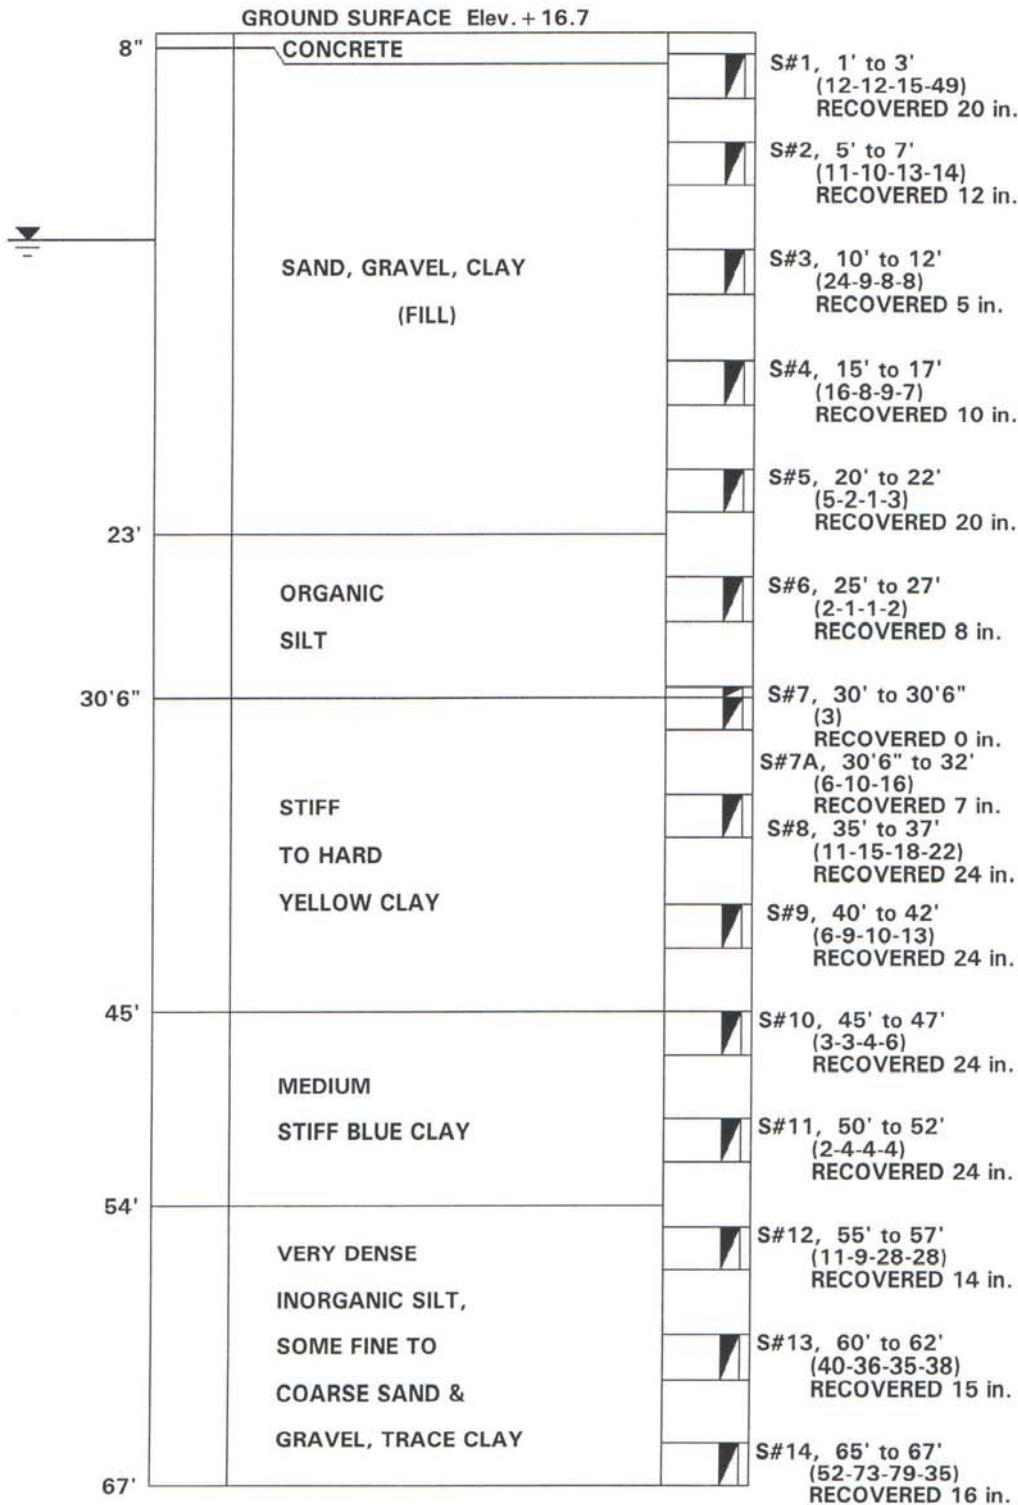 GROUND SURFACE Elev. + 16.7
8"
CONCRETE
S#1, 1' to 3'
(12-12-15-49)
RECOVERED 20 in.
S#2, 5' to 7'
(11-10-13-14)
RECOVERED 12 in.
SAND, GRAVEL, CLAY
(FILL)
S#3, 10' to 12'
(24-9-8-8)
RECOVERED 5 in.
S#4, 15' to 17'
(16-8-9-7)
RECOVERED 10 in.
S#5, 20' to 22'
(5-2-1-3)
RECOVERED 20 in.
23'
ORGANIC
SILT
S#6, 25' to 27'
(2-1-1-2)
RECOVERED 8 in.
30'6"
S#7, 30' to 30'6"
(3)
RECOVERED 0 in.
S#7A, 30'6" to 32'
(6-10-16)
RECOVERED 7 in.
STIFF
TO HARD
YELLOW CLAY
S#8, 35' to 37'
(11-15-18-22)
RECOVERED 24 in.
S#9, 40' to 42'
(6-9-10-13)
RECOVERED 24 in.
45'
S#10, 45' to 47'
(3-3-4-6)
RECOVERED 24 in.
MEDIUM
STIFF BLUE CLAY
S#11, 50' to 52'
(2-4-4-4)
RECOVERED 24 in.
54'
VERY DENSE
INORGANIC SILT,
SOME FINE TO
COARSE SAND &
GRAVEL, TRACE CLAY
S#12, 55' to 57'
(11-9-28-28)
RECOVERED 14 in.
S#13, 60' to 62'
(40-36-35-38)
RECOVERED 15 in.
S#14, 65' to 67'
(52-73-79-35)
RECOVERED 16 in.
67'